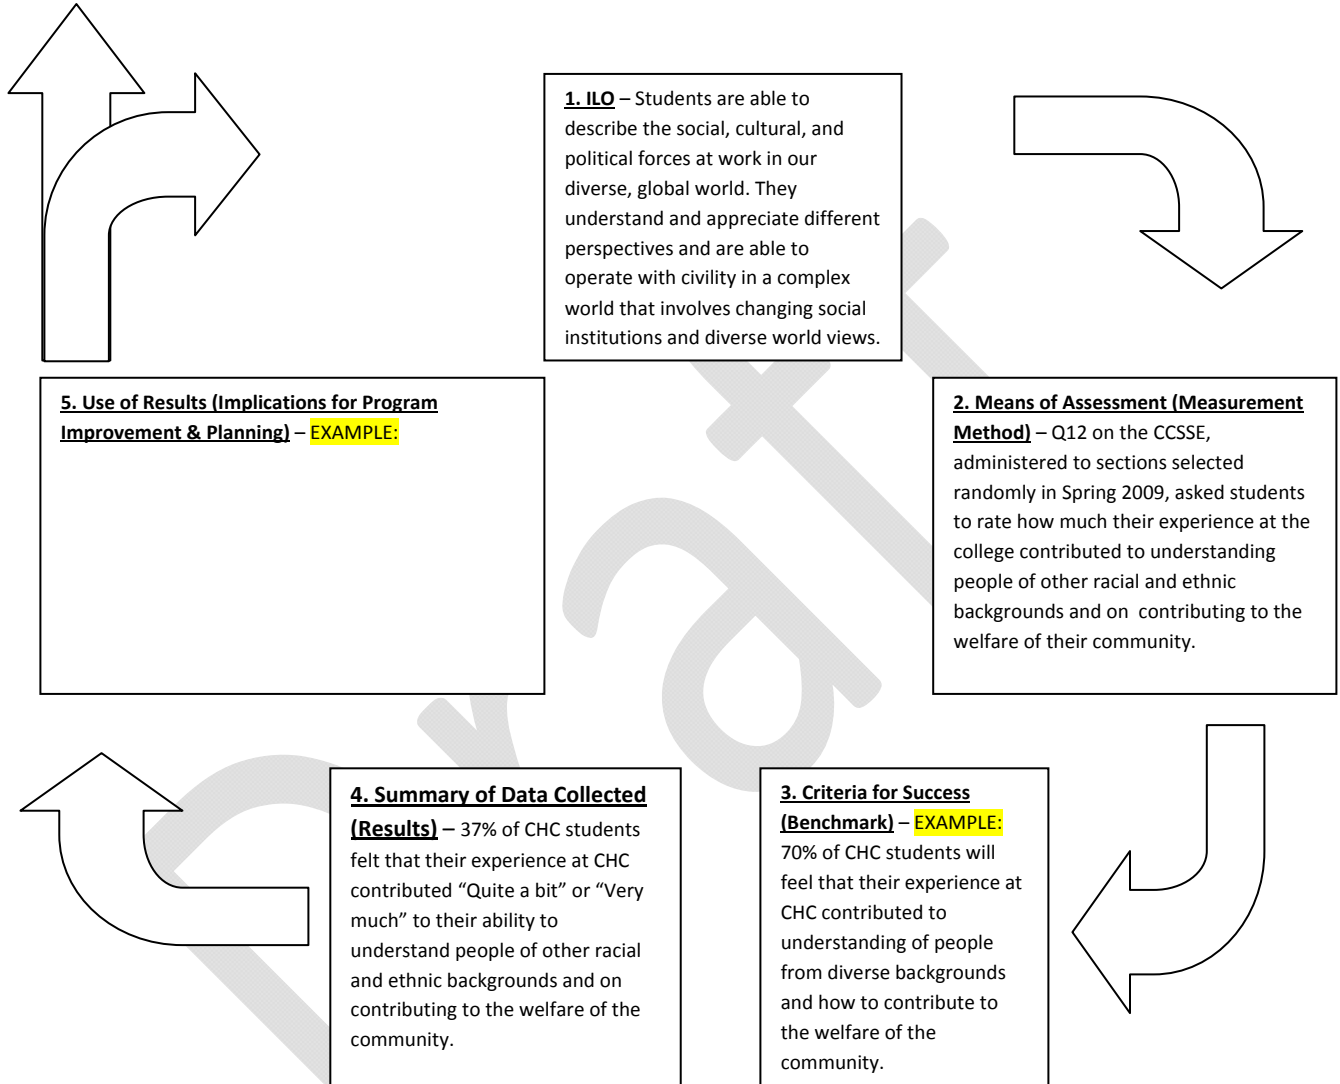 1. ILO – Students are able to
describe the social, cultural, and
political forces at work in our
diverse, global world. They
understand and appreciate different
perspectives and are able to
operate with civility in a complex
world that involves changing social
institutions and diverse world views.
5. Use of Results (Implications for Program
Improvement & Planning) – EXAMPLE:
2. Means of Assessment (Measurement
Method) – Q12 on the CCSSE,
administered to sections selected
randomly in Spring 2009, asked students
to rate how much their experience at the
college contributed to understanding
people of other racial and ethnic
backgrounds and on contributing to the
welfare of their community.
4. Summary of Data Collected
(Results) – 37% of CHC students
felt that their experience at CHC
contributed “Quite a bit” or “Very
much” to their ability to
understand people of other racial
and ethnic backgrounds and on
contributing to the welfare of the
community.
3. Criteria for Success
(Benchmark) – EXAMPLE:
70% of CHC students will
feel that their experience at
CHC contributed to
understanding of people
from diverse backgrounds
and how to contribute to
the welfare of the
community.
Draft